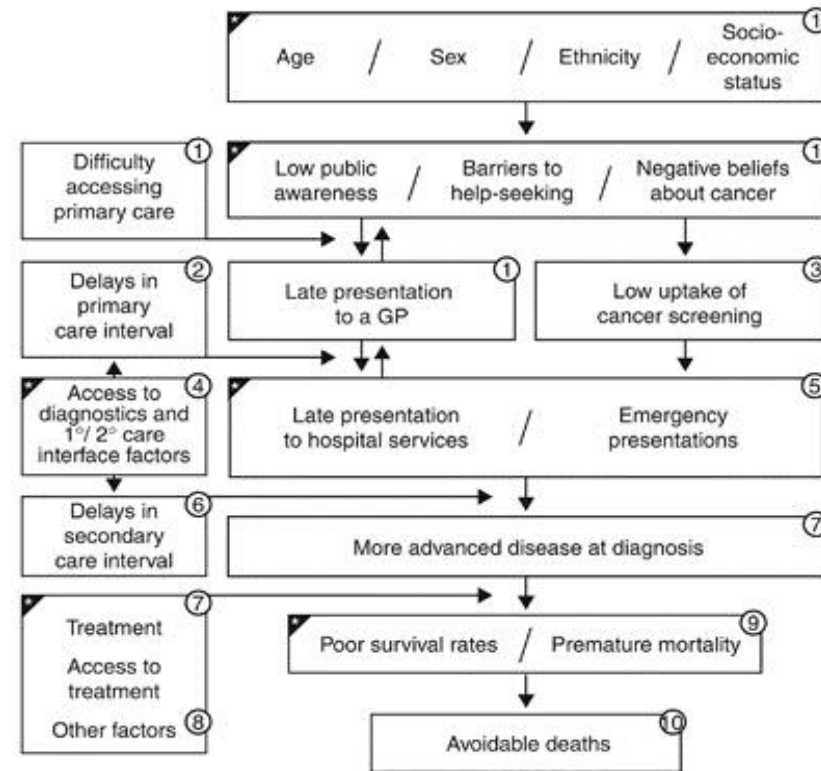 1
Age / Sex / Ethnicity / Socio-
economic
status
1
Difficulty
accessing
primary care
1
Low public
awareness / Barriers to
help-seeking / Negative beliefs
about cancer
2
Delays in
primary
care interval
1
Late presentation
to a GP
3
Low uptake of
cancer screening
4
Access to
diagnostics and
1°/ 2° care
interface factors
5
Late presentation
to hospital services / Emergency
presentations
6
Delays in
secondary
care interval
7
More advanced disease at diagnosis
7
Treatment
Access to
treatment
Other factors 8
9
Poor survival rates / Premature mortality
10
Avoidable deaths